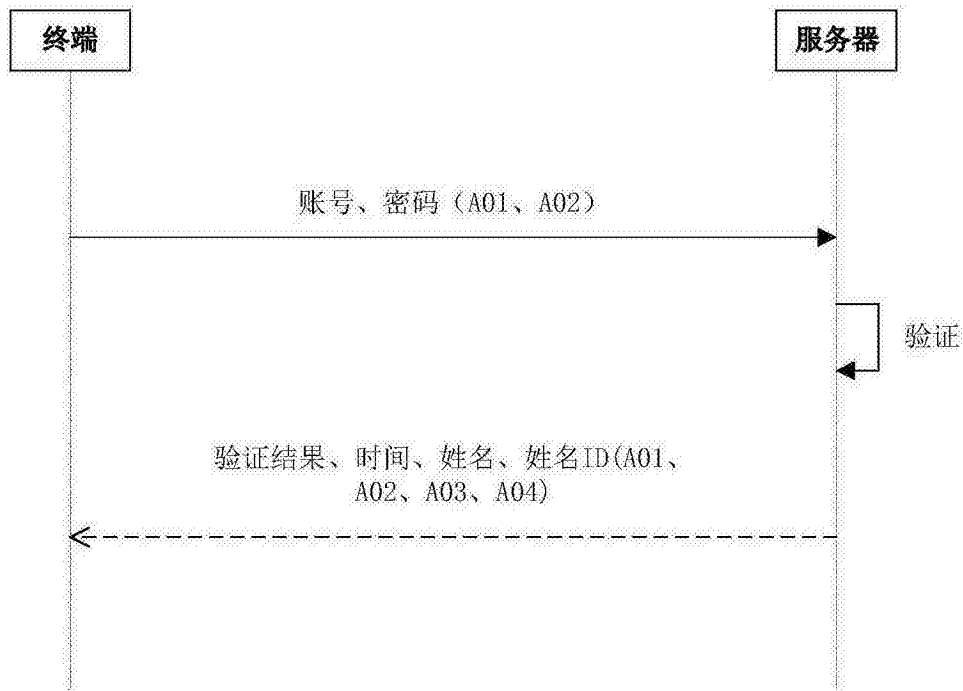 终端
服务器
账号、密码（A01、A02）
验证
验证结果、时间、姓名、姓名ID(A01、
A02、A03、A04)